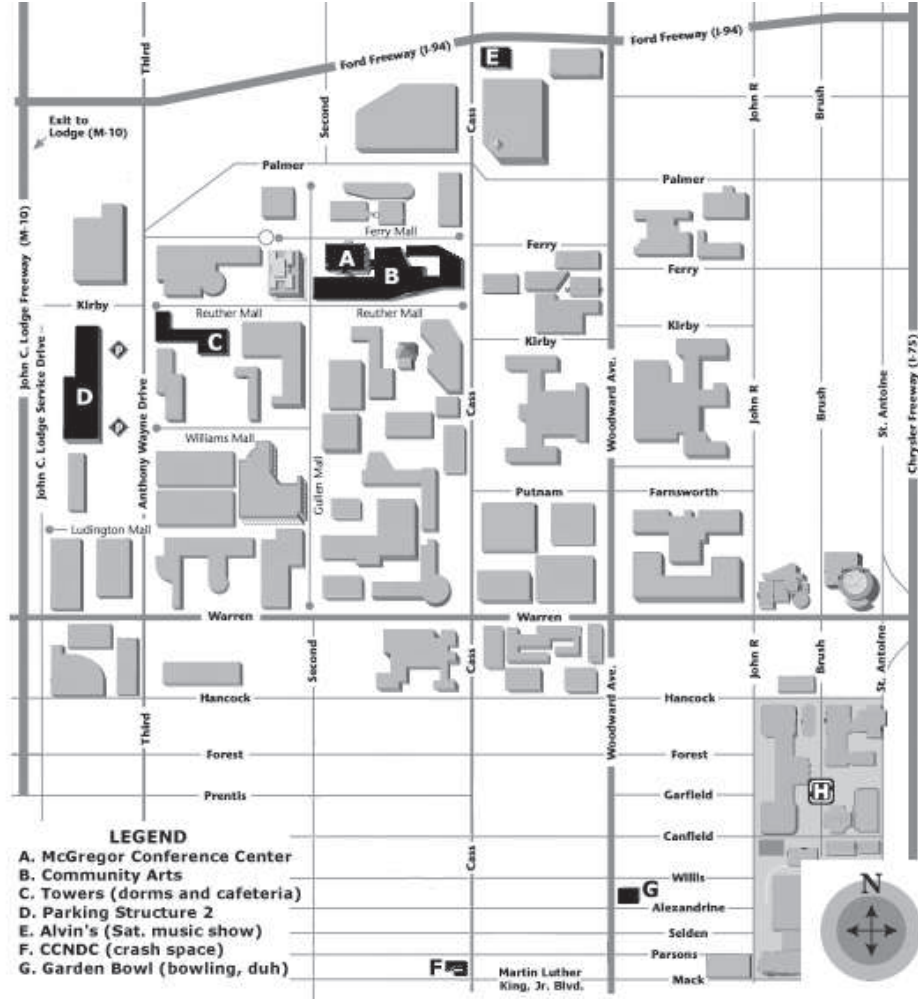 Ford Freeway (I-94)
Ford Freeway (I-94)
E
Third
Second
Cass
John R
Brush
Exit to
Lodge (M-10)
Palmer
Palmer
Ferry Mall
A
B
Ferry
Ferry
John C. Lodge Freeway (M-10)
Kirby
Reuther Mall
Reuther Mall
Kirby
Kirby
C
P
D
P
John C. Lodge Service Drive
Anthony Wayne Drive
Williams Mall
Gullen Mall
Cass
Woodward Ave.
John R
Brush
St. Antoine
Chrysler Freeway (I-75)
Putnam
Farnsworth
Ludington Mall
Warren
Warren
Second
Cass
Woodward Ave.
John R
Brush
St. Antoine
Hancock
Hancock
Third
Forest
Forest
Prentis
Garfield
H
Canfield
Cass
Willis
G
Alexandrine
Selden
Parsons
F
Martin Luther
King, Jr. Blvd.
Mack
N
LEGEND
A. McGregor Conference Center
B. Community Arts
C. Towers (dorms and cafeteria)
D. Parking Structure 2
E. Alvin's (Sat. music show)
F. CCNDC (crash space)
G. Garden Bowl (bowling, duh)